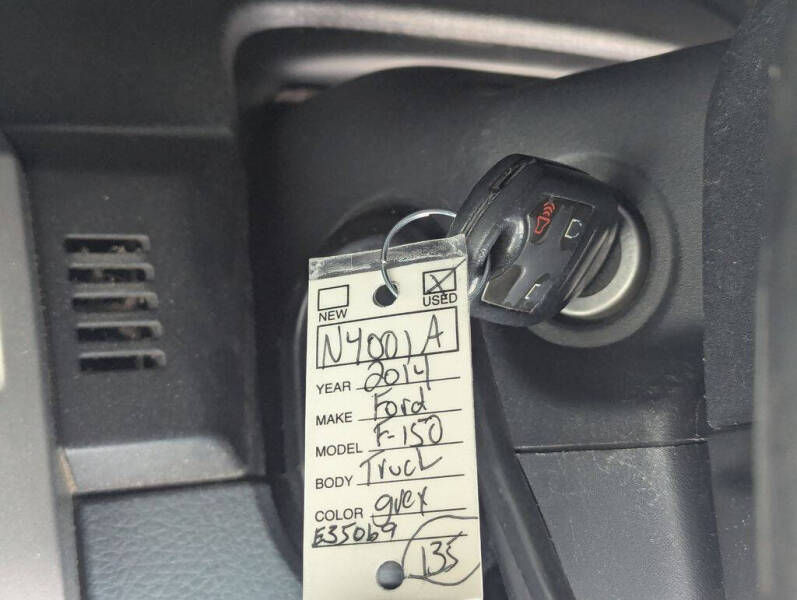 NEW USED
N4001A
YEAR 2014
MAKE Ford
MODEL F-150
BODY Truck
COLOR grey
E35069
135